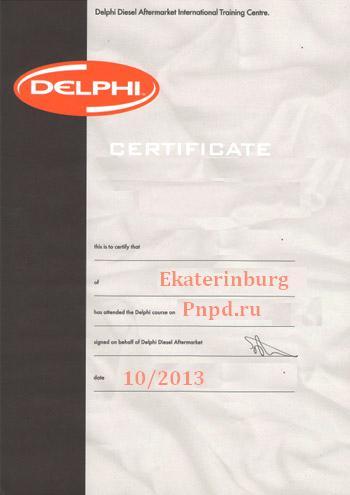 Delphi Diesel Aftermarket International Training Centre.
DELPHI
CERTIFICATE
this is to certify that
of Ekaterinburg
has attended the Delphi course on Pnpd.ru
signed on behalf of Delphi Diesel Aftermarket
date 10/2013